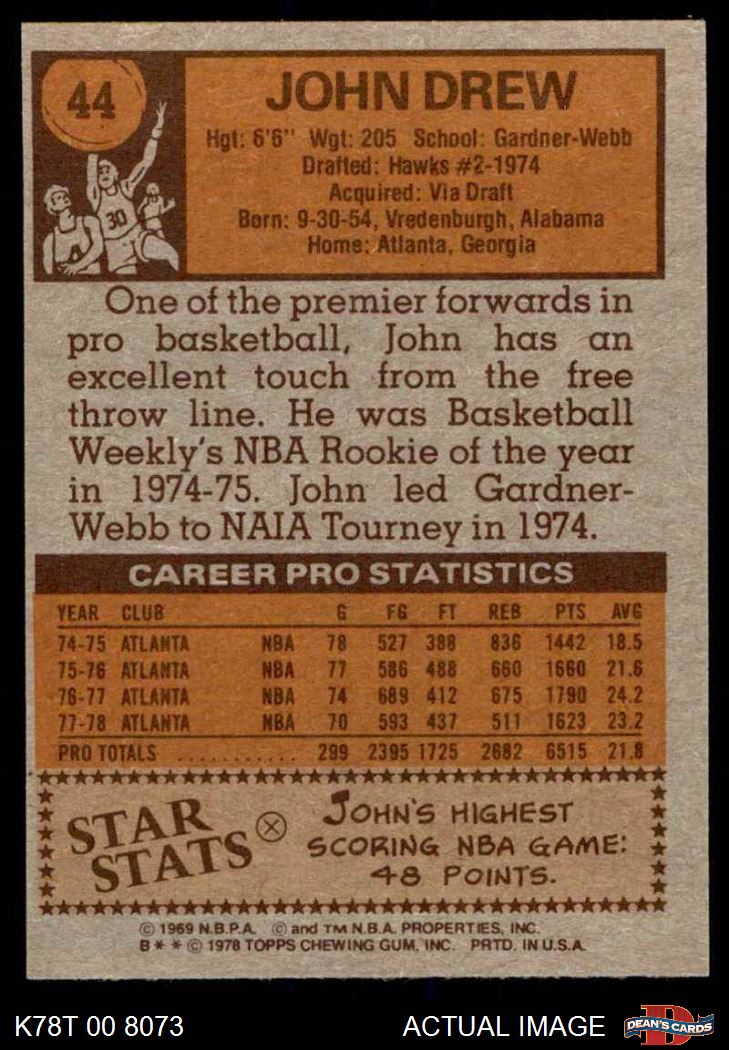 44
JOHN DREW
Hgt: 6'6" Wgt: 205 School: Gardner-Webb
Drafted: Hawks #2-1974
Acquired: Via Draft
Born: 9-30-54, Vredenburgh, Alabama
Home: Atlanta, Georgia
30
One of the premier forwards in
pro basketball, John has an
excellent touch from the free
throw line. He was Basketball
Weekly's NBA Rookie of the year
in 1974-75. John led Gardner-
Webb to NAIA Tourney in 1974.
CAREER PRO STATISTICS
YEAR CLUB G FG FT REB PTS AVG
74-75 ATLANTA NBA 78 527 388 836 1442 18.5
75-76 ATLANTA NBA 77 586 488 660 1660 21.6
76-77 ATLANTA NBA 74 689 412 675 1790 24.2
77-78 ATLANTA NBA 70 593 437 511 1623 23.2
PRO TOTALS ........... 299 2395 1725 2682 6515 21.8
STAR STATS
JOHN'S HIGHEST
SCORING NBA GAME:
48 POINTS.
© 1969 N.B.P.A. © and TM N.B.A. PROPERTIES, INC.
B * * © 1978 TOPPS CHEWING GUM, INC. PRTD. IN U.S.A.
K78T 00 8073 ACTUAL IMAGE
D
DEAN'S CARDS